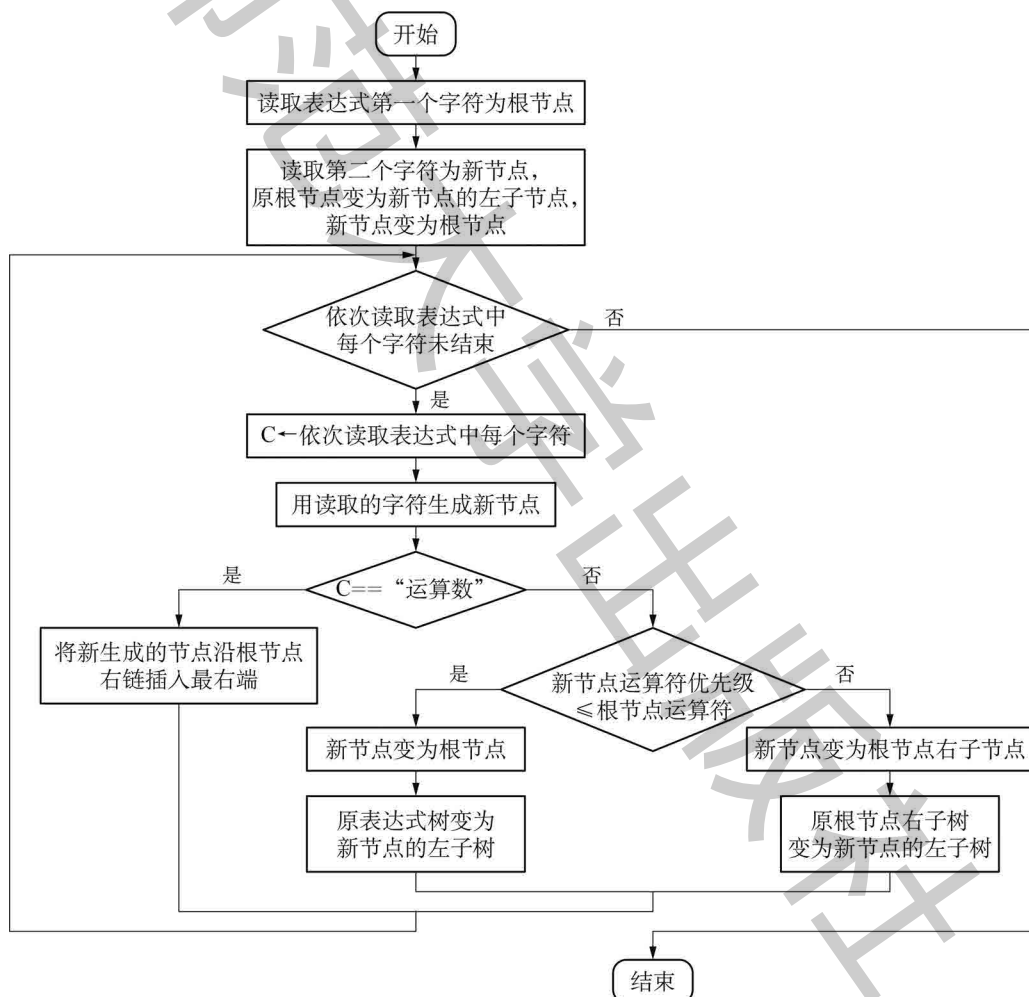 开始
读取表达式第一个字符为根节点
读取第二个字符为新节点,
原根节点变为新节点的左子节点,
新节点变为根节点
依次读取表达式中
每个字符未结束
否
是
C←依次读取表达式中每个字符
用读取的字符生成新节点
是
C==“运算数”
否
将新生成的节点沿根节点
右链插入最右端
是
新节点运算符优先级
≤根节点运算符
否
新节点变为根节点
新节点变为根节点右子节点
原表达式树变为
新节点的左子树
原根节点右子树
变为新节点的左子树
结束
范大学出版社